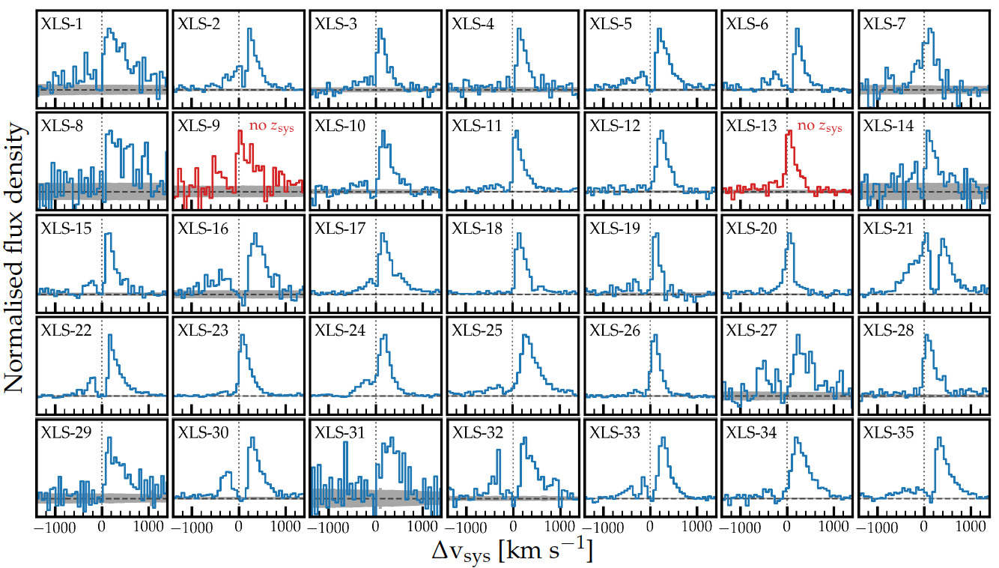 XLS-1 XLS-2 XLS-3 XLS-4 XLS-5 XLS-6 XLS-7
XLS-8 XLS-9 no zsys XLS-10 XLS-11 XLS-12 XLS-13 no zsys XLS-14
XLS-15 XLS-16 XLS-17 XLS-18 XLS-19 XLS-20 XLS-21
XLS-22 XLS-23 XLS-24 XLS-25 XLS-26 XLS-27 XLS-28
XLS-29 XLS-30 XLS-31 XLS-32 XLS-33 XLS-34 XLS-35
Normalised flux density
−1000 0 1000 −1000 0 1000 −1000 0 1000 −1000 0 1000 −1000 0 1000 −1000 0 1000 −1000 0 1000
Δvsys [km s−1]